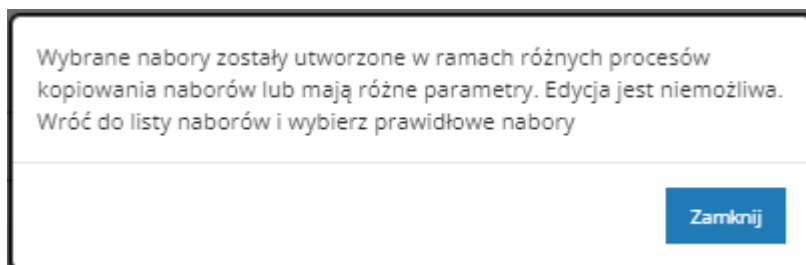 Wybrane nabory zostały utworzone w ramach różnych procesów
kopiowania naborów lub mają różne parametry. Edycja jest niemożliwa.
Wróć do listy naborów i wybierz prawidłowe nabory
Zamknij